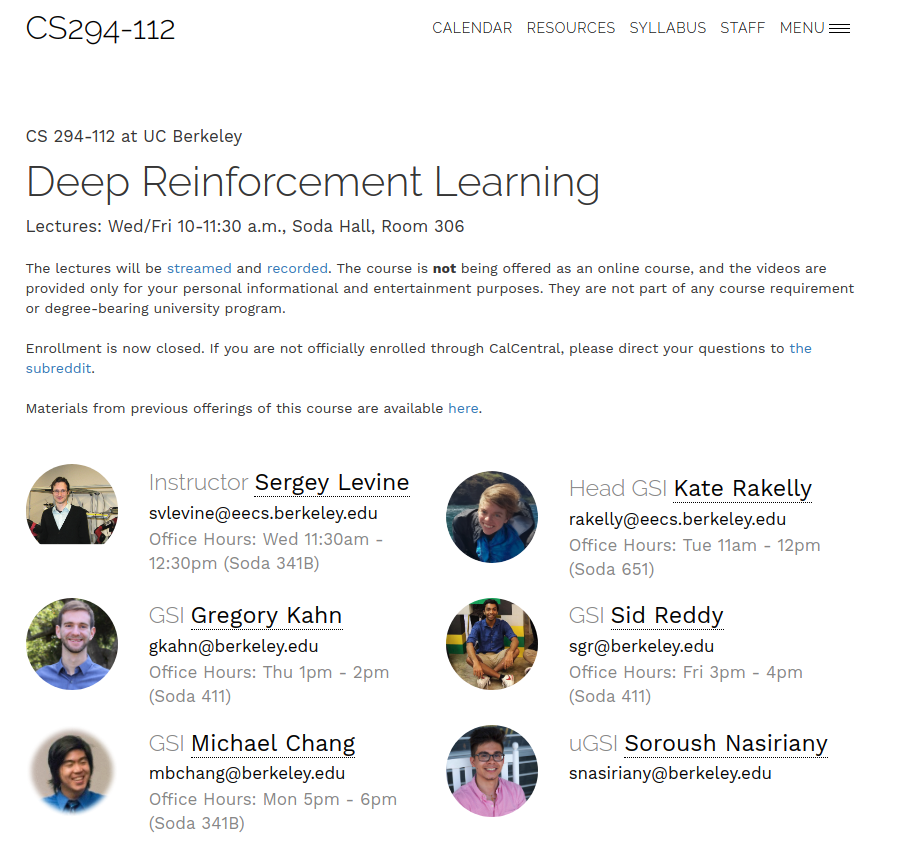 CS294-112
CALENDAR RESOURCES SYLLABUS STAFF MENU
CS 294-112 at UC Berkeley
Deep Reinforcement Learning
Lectures: Wed/Fri 10-11:30 a.m., Soda Hall, Room 306
The lectures will be streamed and recorded. The course is not being offered as an online course, and the videos are
provided only for your personal informational and entertainment purposes. They are not part of any course requirement
or degree-bearing university program.
Enrollment is now closed. If you are not officially enrolled through CalCentral, please direct your questions to the
subreddit.
Materials from previous offerings of this course are available here.
Instructor Sergey Levine
svlevine@eecs.berkeley.edu
Office Hours: Wed 11:30am -
12:30pm (Soda 341B)
Head GSI Kate Rakelly
rakelly@eecs.berkeley.edu
Office Hours: Tue 11am - 12pm
(Soda 651)
GSI Gregory Kahn
gkahn@berkeley.edu
Office Hours: Thu 1pm - 2pm
(Soda 411)
GSI Sid Reddy
sgr@berkeley.edu
Office Hours: Fri 3pm - 4pm
(Soda 411)
GSI Michael Chang
mbchang@berkeley.edu
Office Hours: Mon 5pm - 6pm
(Soda 341B)
uGSI Soroush Nasiriany
snasiriany@berkeley.edu